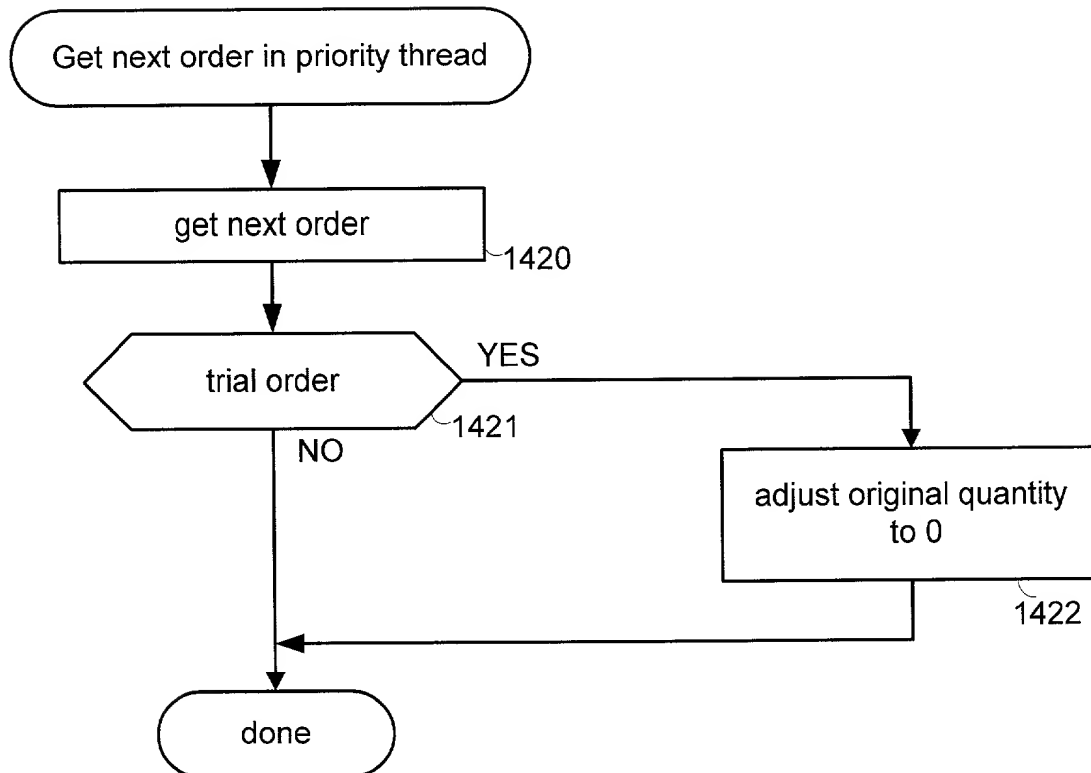 Get next order in priority thread
get next order
1420
trial order
YES
1421
NO
adjust original quantity
to 0
1422
done